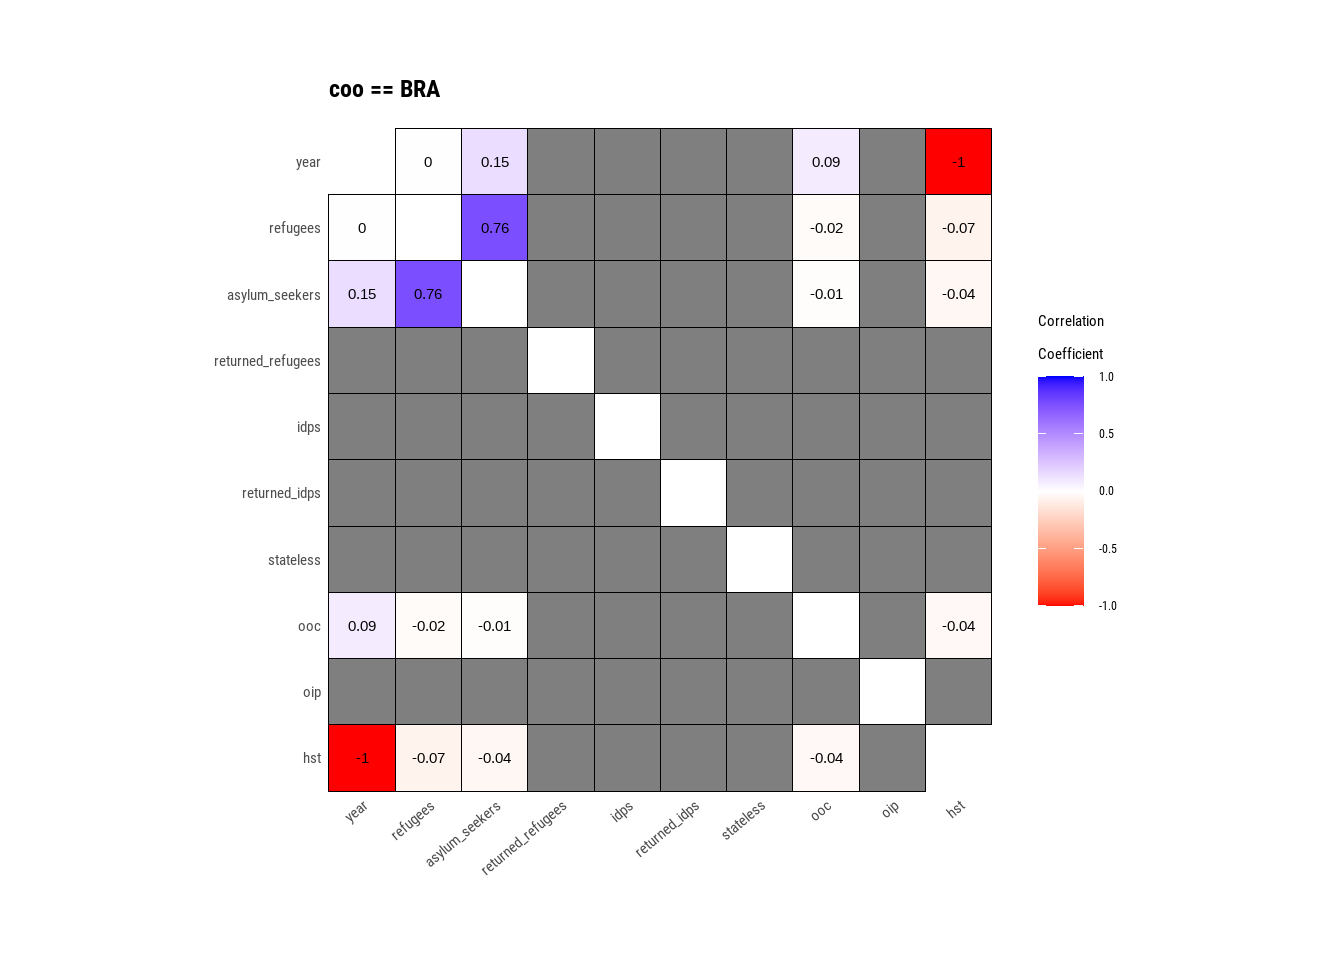 coo == BRA
year 0 0.15 0.09 -1
refugees 0 0.76 -0.02 -0.07
asylum_seekers 0.15 0.76 -0.01 -0.04
returned_refugees
idps
returned_idps
stateless
ooc 0.09 -0.02 -0.01 -0.04
oip
hst -1 -0.07 -0.04 -0.04
year refugees asylum_seekers returned_refugees idps returned_idps stateless ooc oip hst
Correlation
Coefficient
1.0
0.5
0.0
-0.5
-1.0